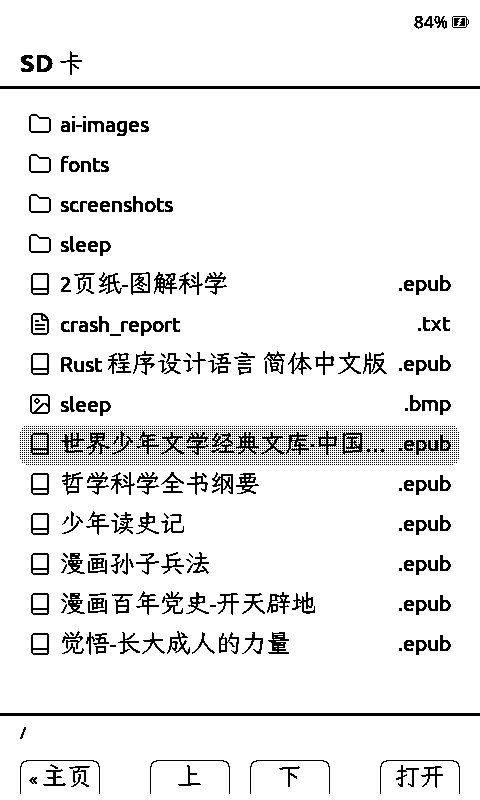 84%
SD 卡
ai-images
fonts
screenshots
sleep
2页纸-图解科学 .epub
crash_report .txt
Rust 程序设计语言 简体中文版 .epub
sleep .bmp
世界少年文学经典文库·中国... .epub
哲学科学全书纲要 .epub
少年读史记 .epub
漫画孙子兵法 .epub
漫画百年党史-开天辟地 .epub
觉悟-长大成人的力量 .epub
/
« 主页 上 下 打开